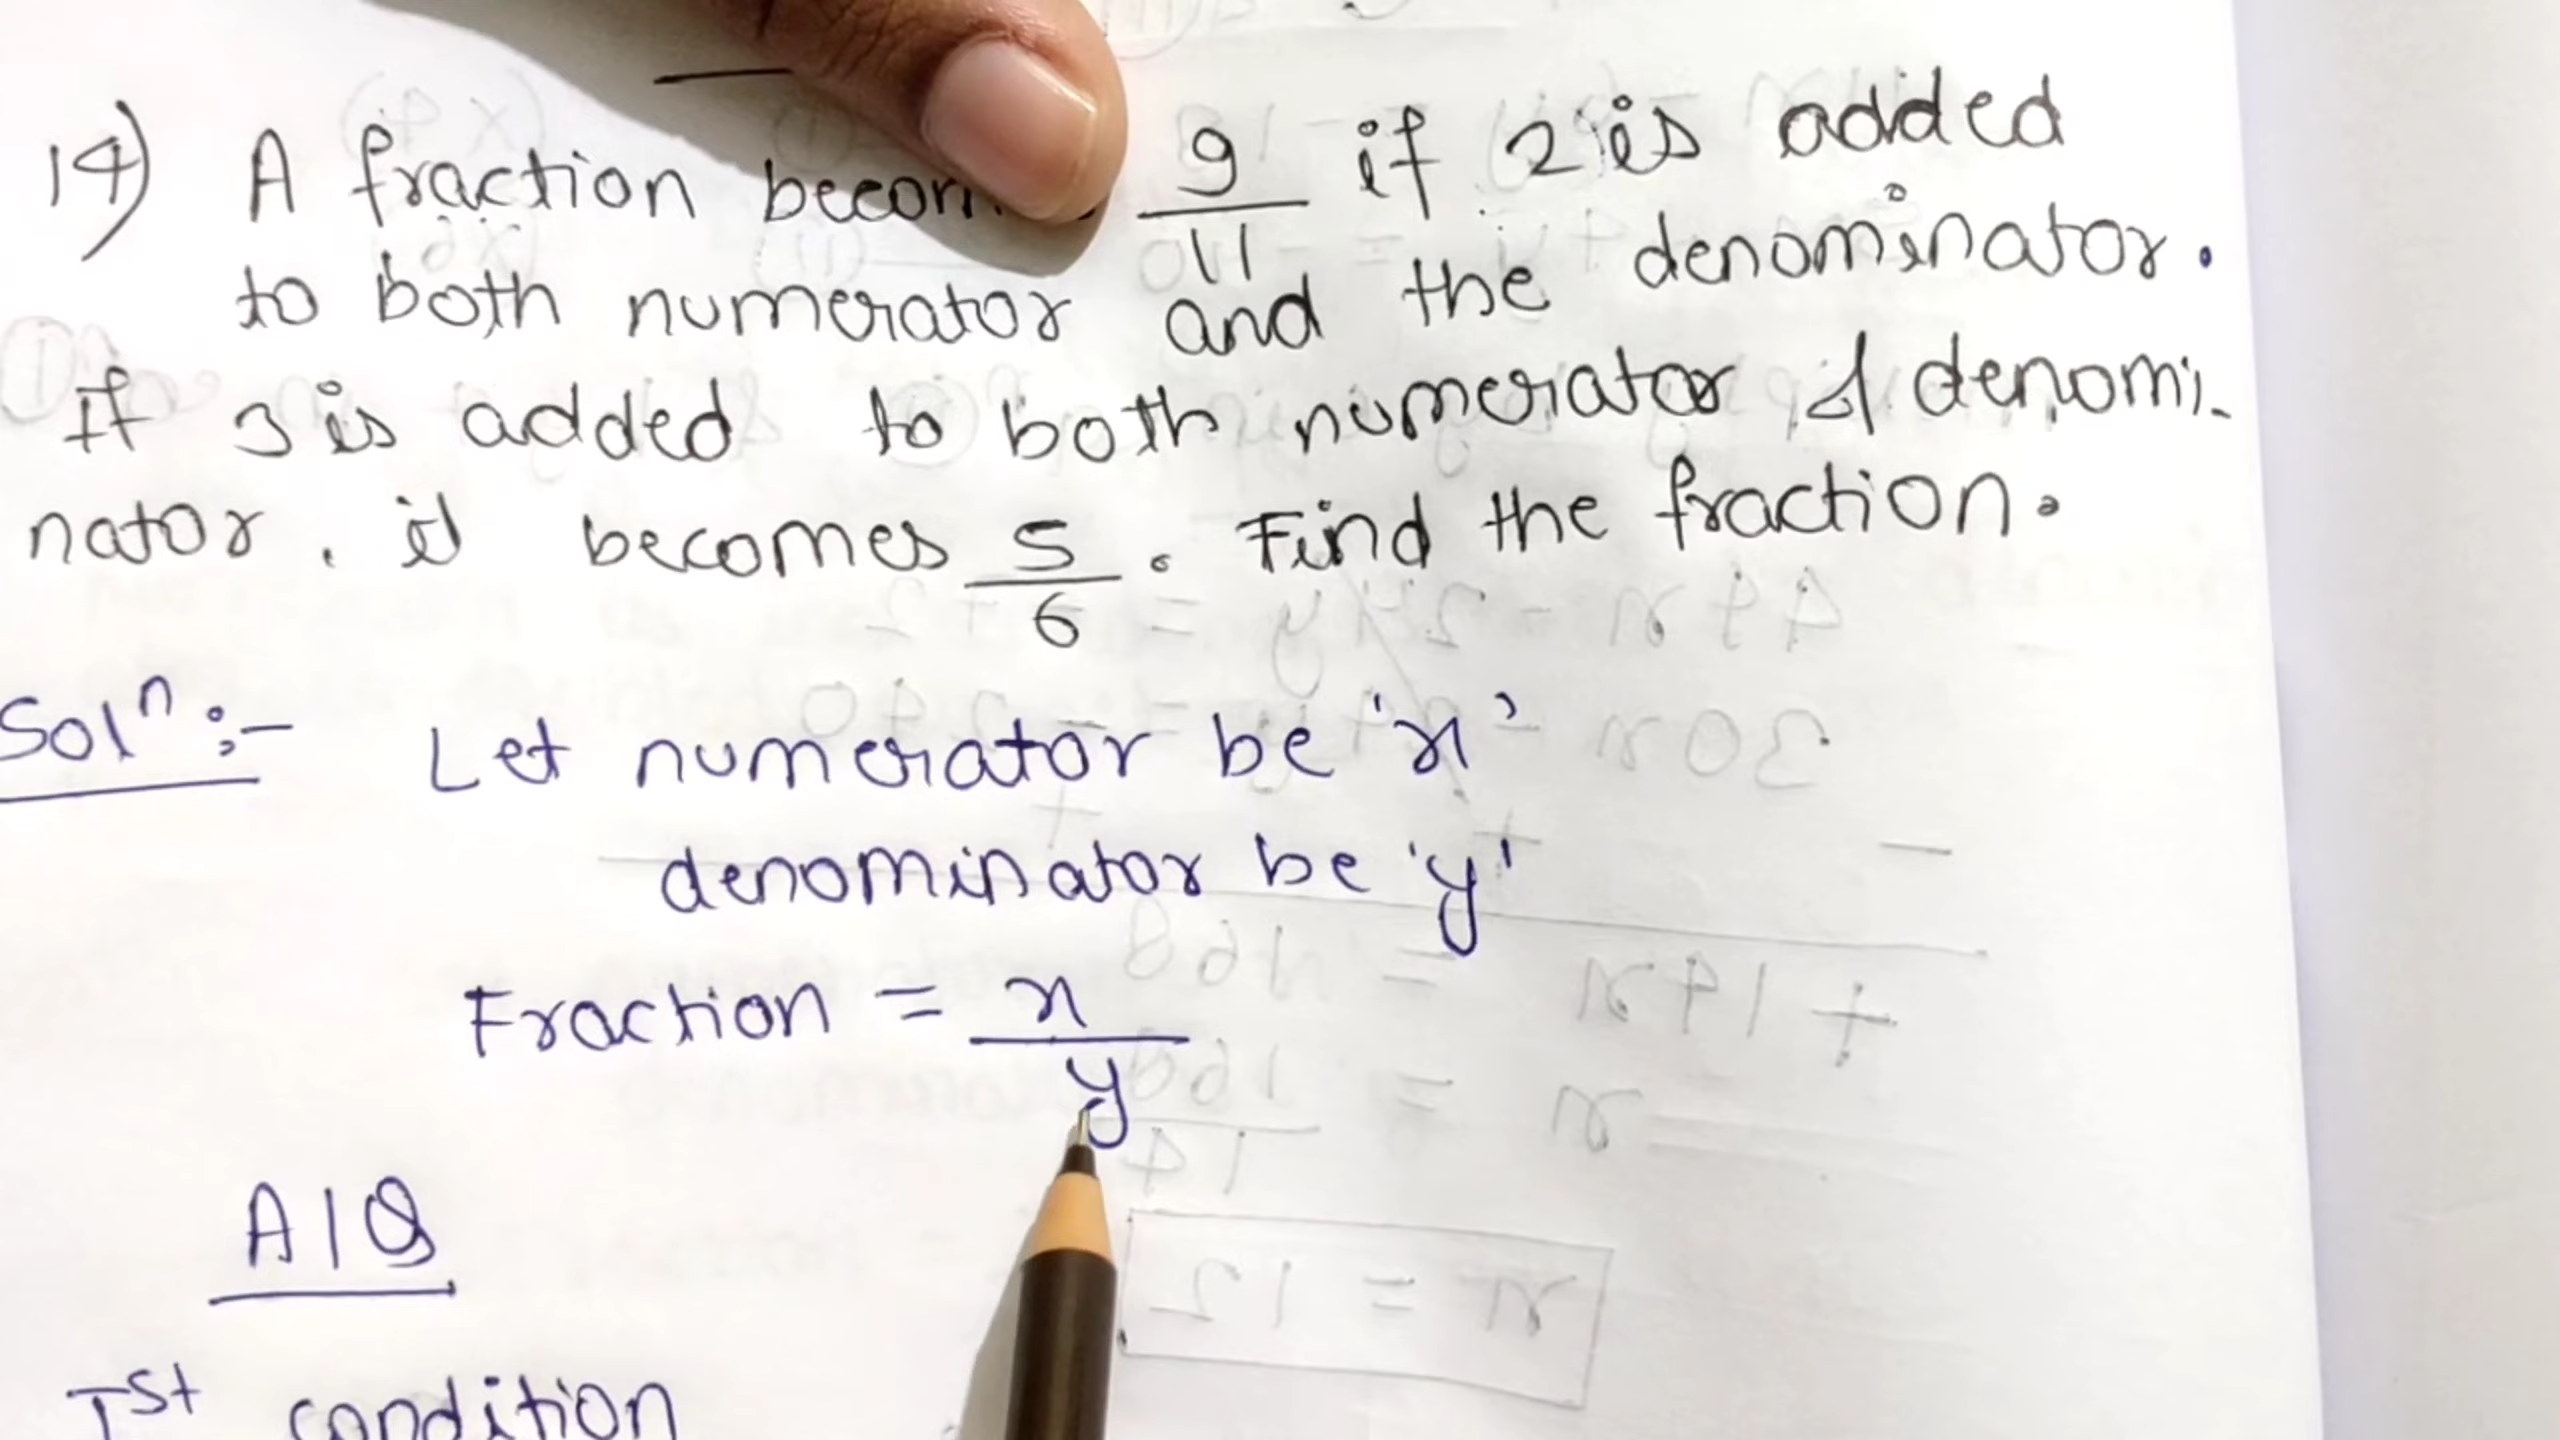 14) A fraction becom 9/11 if 2 is added
to both numerator and the denominator.
If 3 is added to both numerator & denomi-
nator, it becomes 5/6. Find the fraction.
Solⁿ :- Let numerator be 'x'
denominator be 'y'
Fraction = x/y
A|Q
Ist condition